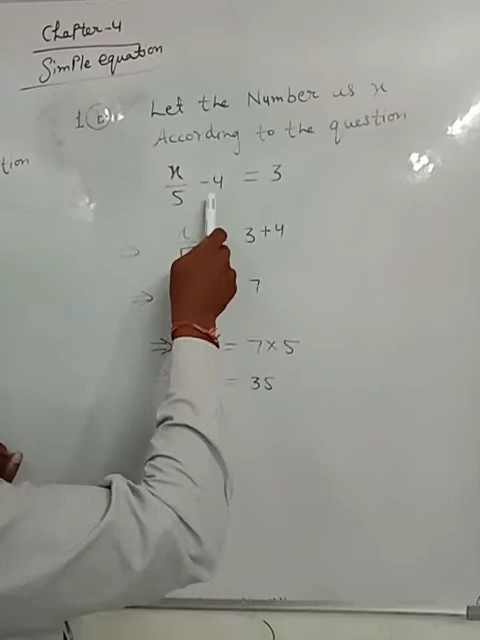 Chapter-4
Simple equation
1 (b). Let the Number is x
According to the question
tion
x/5 - 4 = 3
⇒ 3+4
⇒ 7
⇒ = 7×5
= 35